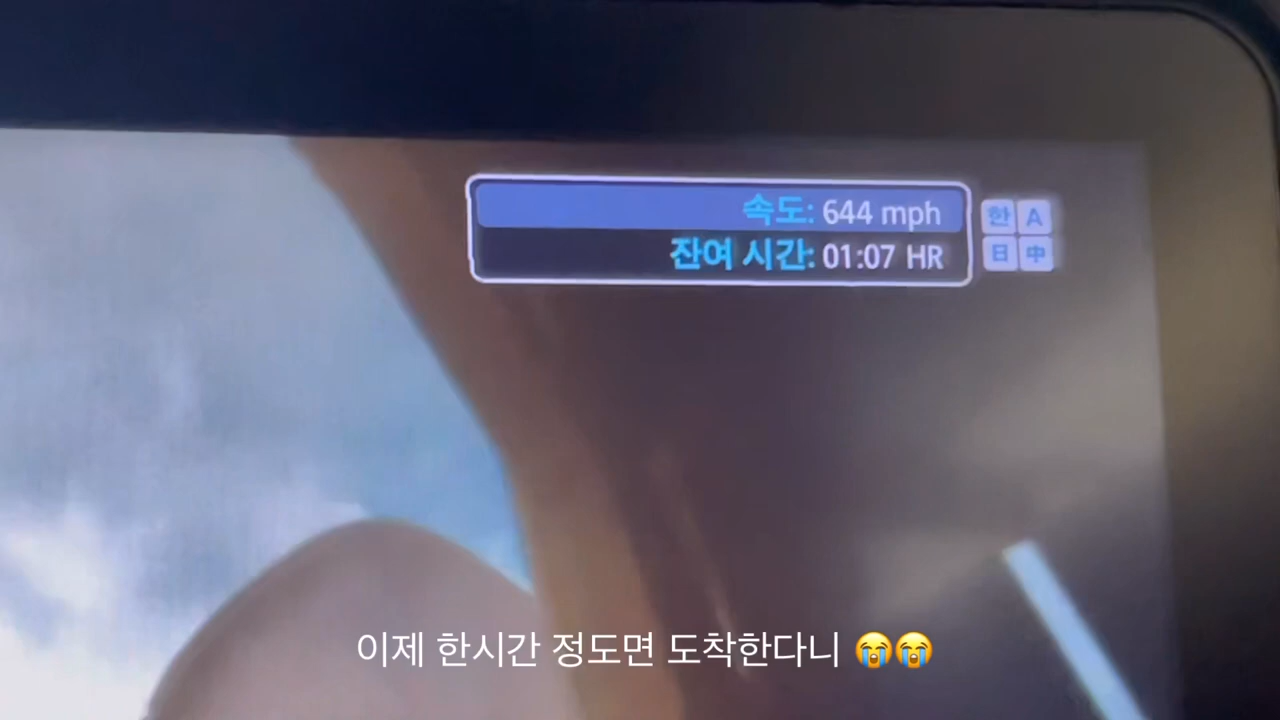 속도: 644 mph
잔여 시간: 01:07 HR
한 A
日 中
이제 한시간 정도면 도착한다니 😭😭